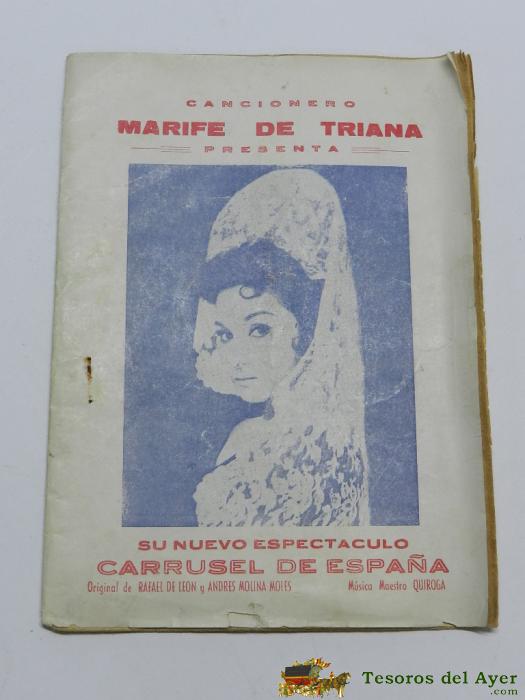 CANCIONERO
MARIFE DE TRIANA
PRESENTA
SU NUEVO ESPECTACULO
CARRUSEL DE ESPAÑA
Original de RAFAEL DE LEON y ANDRES MOLINA MOLES Música Maestro QUIROGA
Tesoros del Ayer
.com